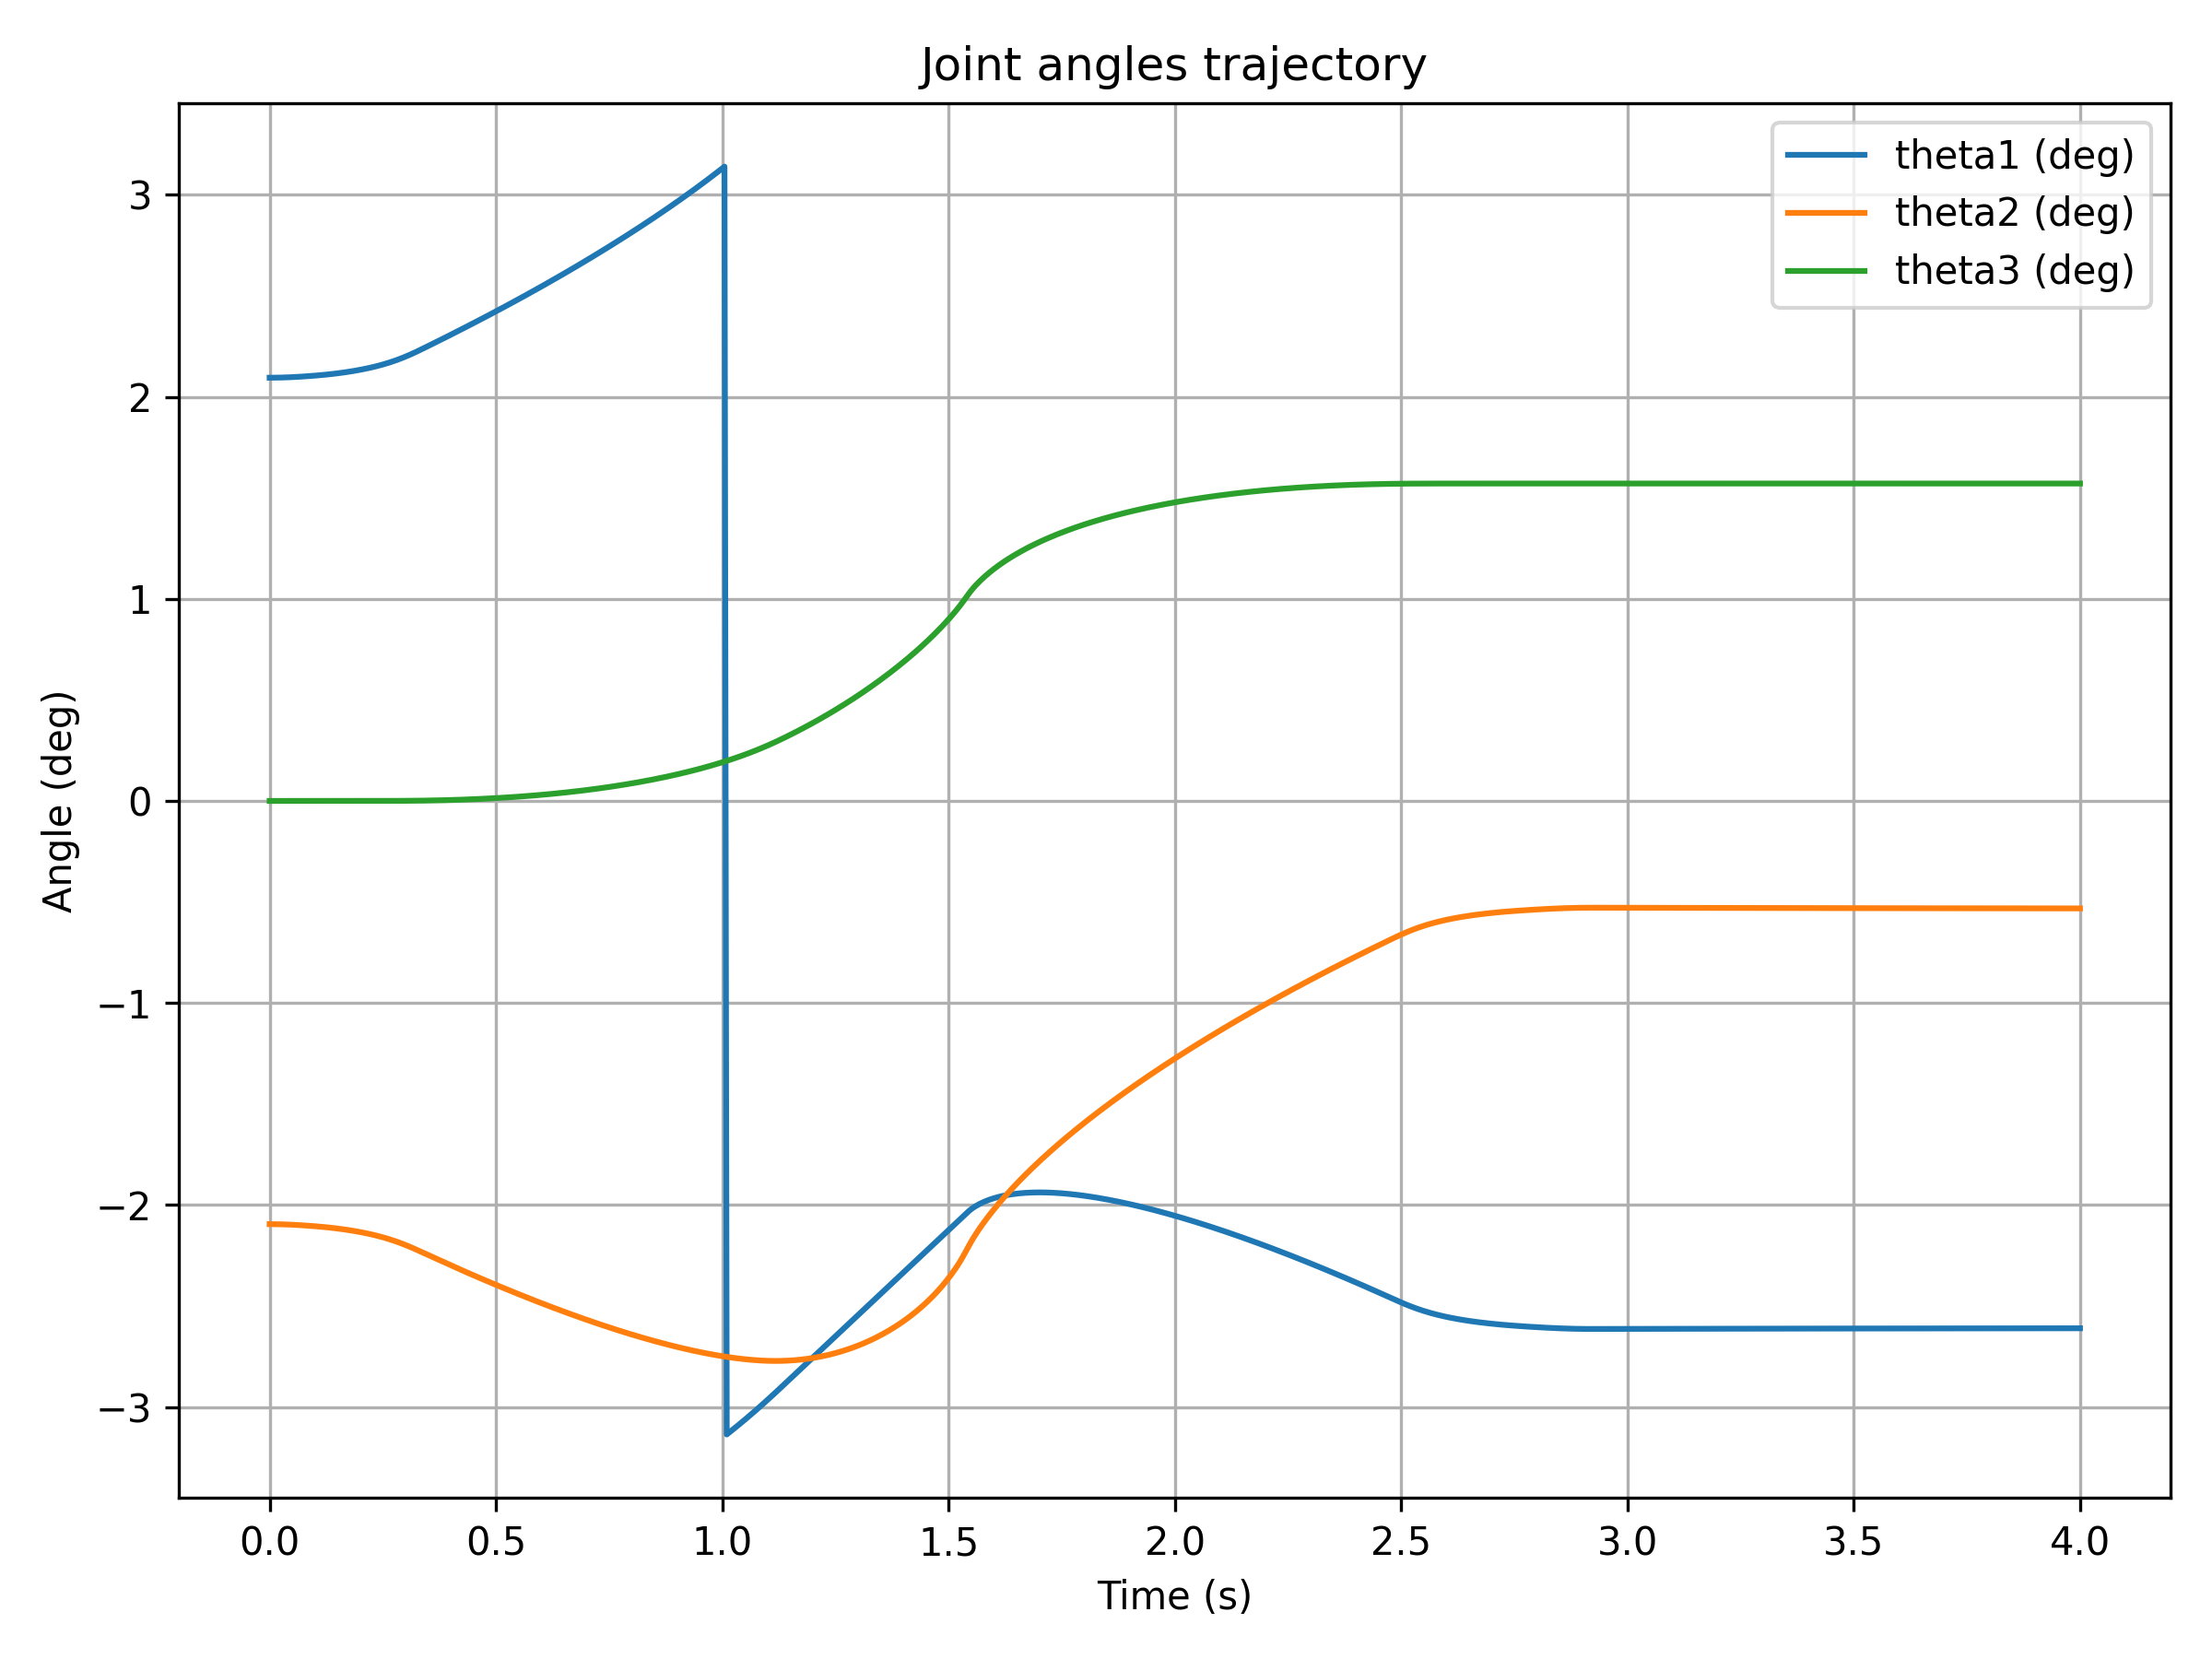 Joint angles trajectory
theta1 (deg)
theta2 (deg)
theta3 (deg)
Angle (deg)
3
2
1
0
−1
−2
−3
0.0 0.5 1.0 1.5 2.0 2.5 3.0 3.5 4.0
Time (s)